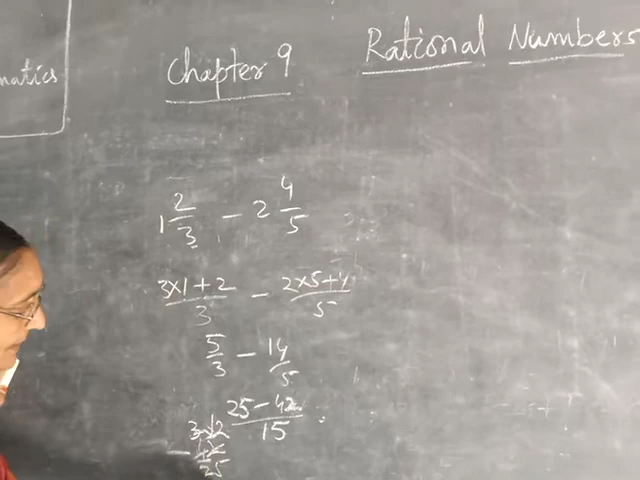 matics
Chapter 9 Rational Numbers
1 2/3 - 2 4/5
3×1+2/3 - 2×5+4/5
5/3 - 14/5
25-42/15